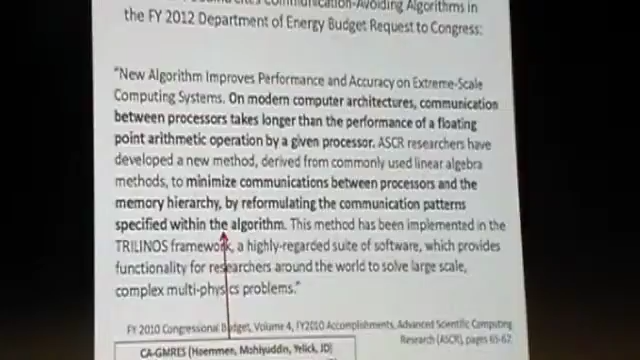 Communication-Avoiding Algorithms in
the FY 2012 Department of Energy Budget Request to Congress:
“New Algorithm Improves Performance and Accuracy on Extreme-Scale
Computing Systems. On modern computer architectures, communication
between processors takes longer than the performance of a floating
point arithmetic operation by a given processor. ASCR researchers have
developed a new method, derived from commonly used linear algebra
methods, to minimize communications between processors and the
memory hierarchy, by reformulating the communication patterns
specified within the algorithm. This method has been implemented in the
TRILINOS framework, a highly-regarded suite of software, which provides
functionality for researchers around the world to solve large scale,
complex multi-physics problems.”
FY 2010 Congressional Budget, Volume 4, FY2010 Accomplishments, Advanced Scientific Computing
Research (ASCR), pages 65-67.
CA-GMRES (Hoemmen, Mohiyuddin, Yelick, JD)